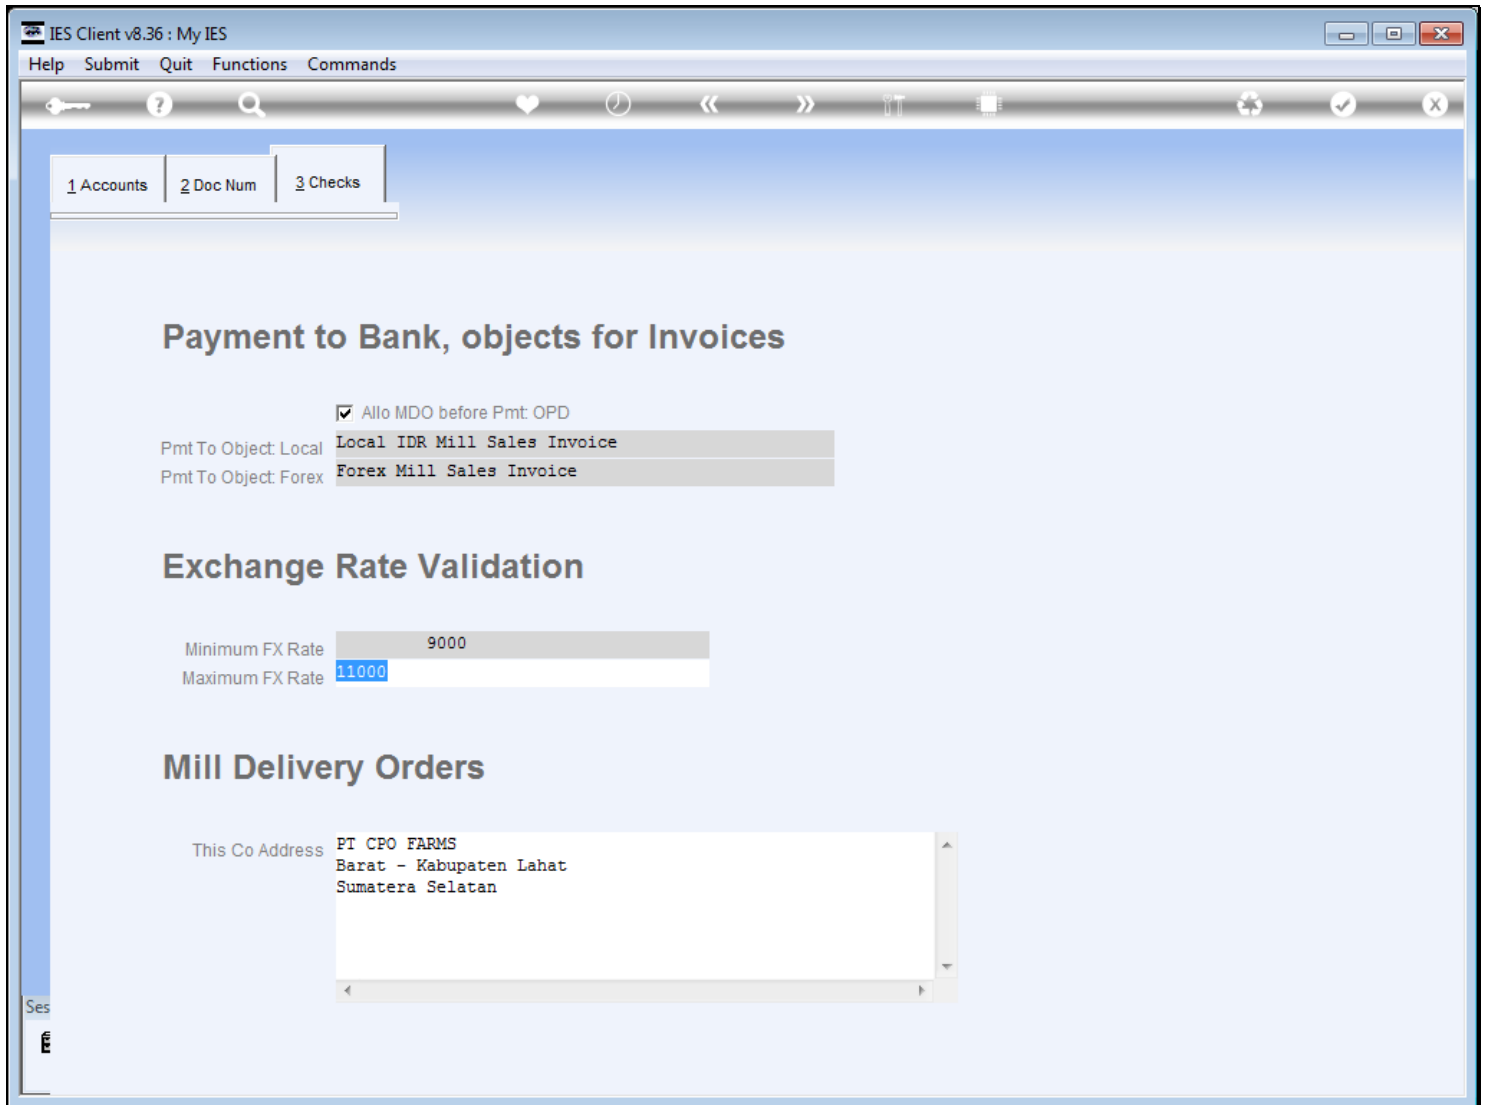 IES Client v8.36 : My IES
Help Submit Quit Functions Commands
1 Accounts 2 Doc Num 3 Checks
Payment to Bank, objects for Invoices
Allo MDO before Pmt: OPD
Pmt To Object: Local Local IDR Mill Sales Invoice
Pmt To Object: Forex Forex Mill Sales Invoice
Exchange Rate Validation
Minimum FX Rate 9000
Maximum FX Rate 11000
Mill Delivery Orders
This Co Address PT CPO FARMS
Barat - Kabupaten Lahat
Sumatera Selatan
Ses